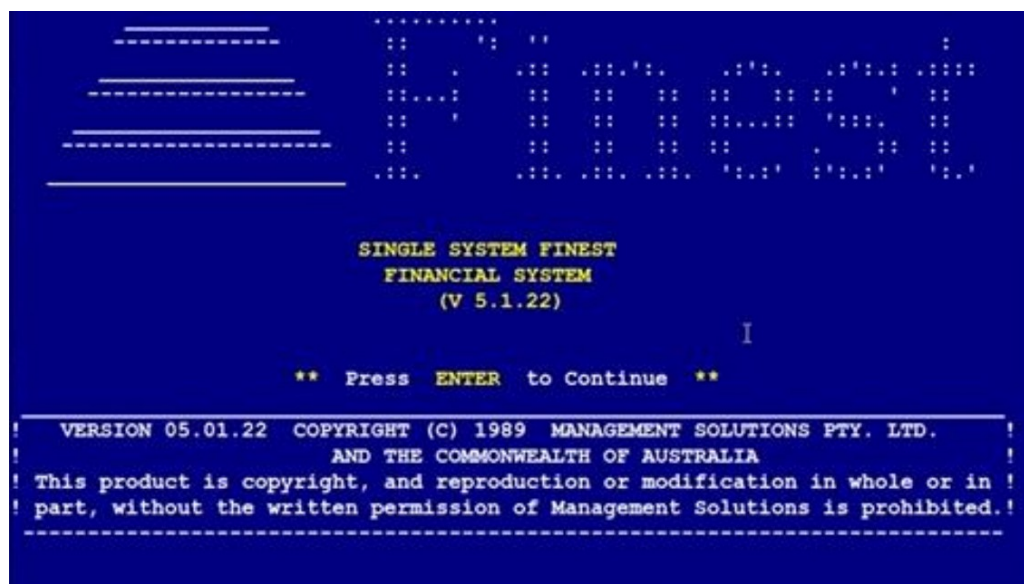 Finest
SINGLE SYSTEM FINEST
FINANCIAL SYSTEM
(V 5.1.22)
** Press ENTER to Continue **
! VERSION 05.01.22 COPYRIGHT (C) 1989 MANAGEMENT SOLUTIONS PTY. LTD. !
! AND THE COMMONWEALTH OF AUSTRALIA !
! This product is copyright, and reproduction or modification in whole or in !
! part, without the written permission of Management Solutions is prohibited.!